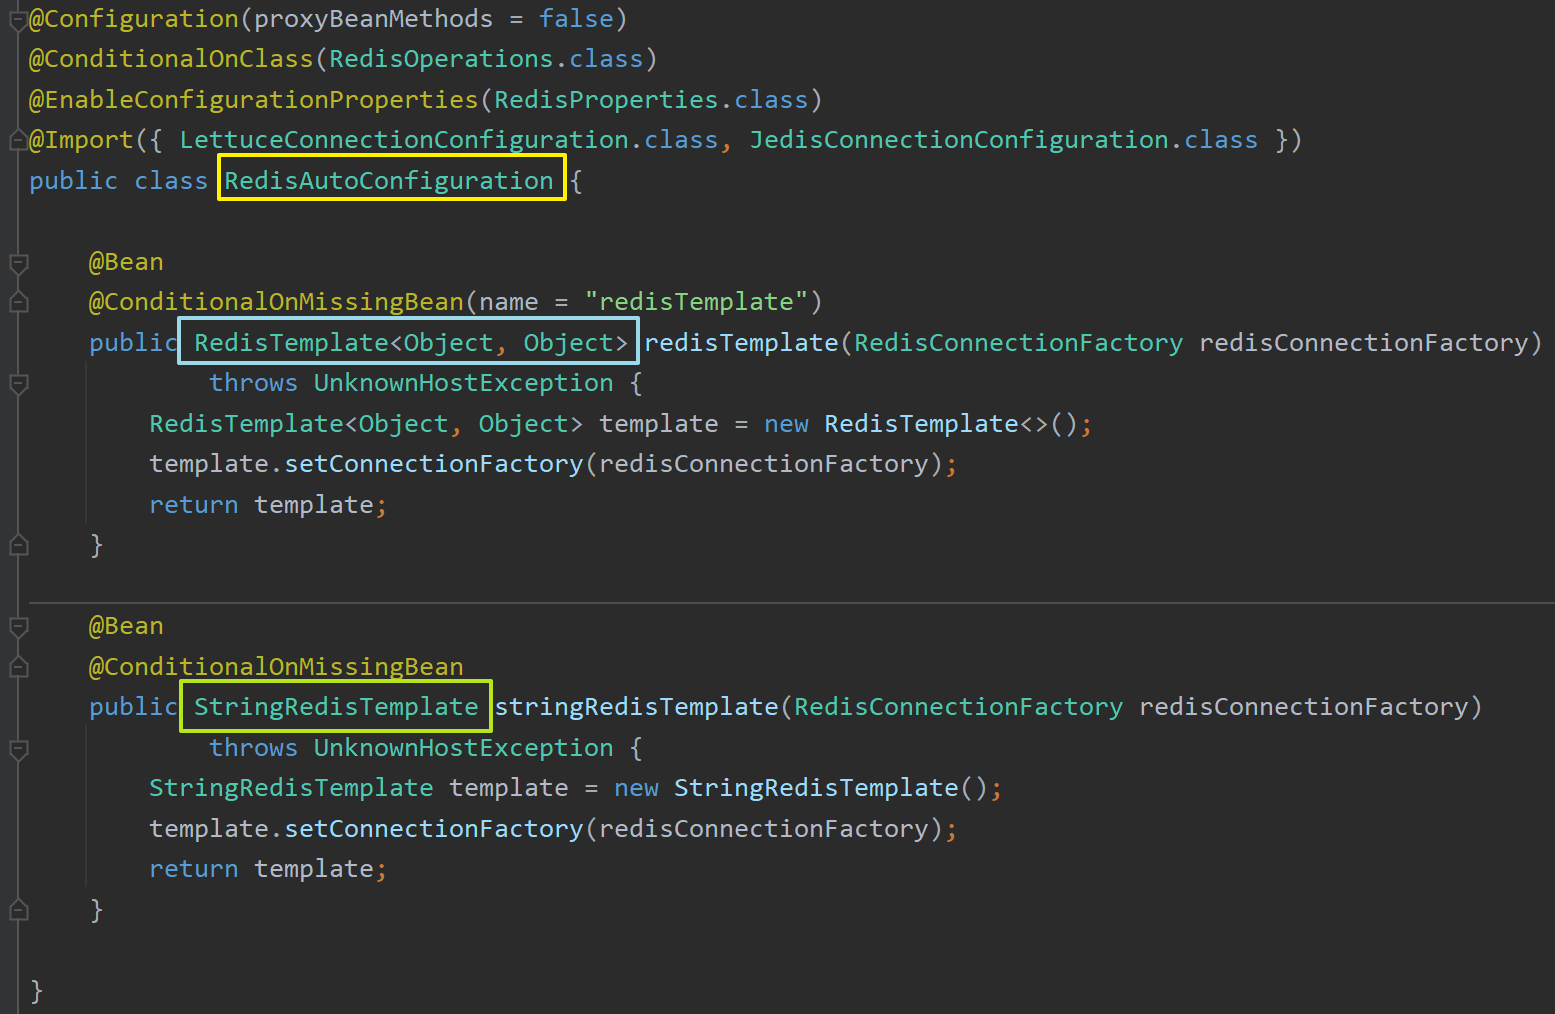 @Configuration(proxyBeanMethods = false)
@ConditionalOnClass(RedisOperations.class)
@EnableConfigurationProperties(RedisProperties.class)
@Import({ LettuceConnectionConfiguration.class, JedisConnectionConfiguration.class })
public class RedisAutoConfiguration {
@Bean
@ConditionalOnMissingBean(name = "redisTemplate")
public RedisTemplate<Object, Object> redisTemplate(RedisConnectionFactory redisConnectionFactory)
throws UnknownHostException {
RedisTemplate<Object, Object> template = new RedisTemplate<>();
template.setConnectionFactory(redisConnectionFactory);
return template;
}
@Bean
@ConditionalOnMissingBean
public StringRedisTemplate stringRedisTemplate(RedisConnectionFactory redisConnectionFactory)
throws UnknownHostException {
StringRedisTemplate template = new StringRedisTemplate();
template.setConnectionFactory(redisConnectionFactory);
return template;
}
}